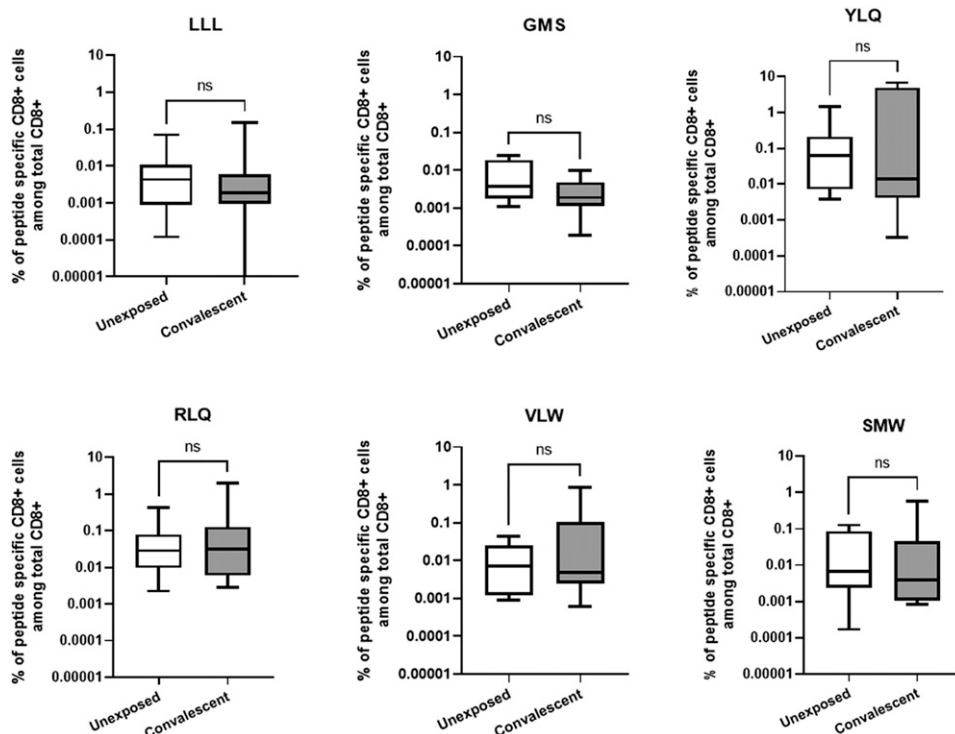 LLL
% of peptide specific CD8+ cells
among total CD8+
10
1
0.1
0.01
0.001
0.0001
0.00001
ns
Unexposed
Convalescent
GMS
% of peptide specific CD8+ cells
among total CD8+
10
1
0.1
0.01
0.001
0.0001
0.00001
ns
Unexposed
Convalescent
YLQ
% of peptide specific CD8+ cells
among total CD8+
10
1
0.1
0.01
0.001
0.0001
0.00001
ns
Unexposed
Convalescent
RLQ
% of peptide specific CD8+ cells
among total CD8+
10
1
0.1
0.01
0.001
0.0001
0.00001
ns
Unexposed
Convalescent
VLW
% of peptide specific CD8+ cells
among total CD8+
10
1
0.1
0.01
0.001
0.0001
0.00001
ns
Unexposed
Convalescent
SMW
% of peptide specific CD8+ cells
among total CD8+
10
1
0.1
0.01
0.001
0.0001
0.00001
ns
Unexposed
Convalescent